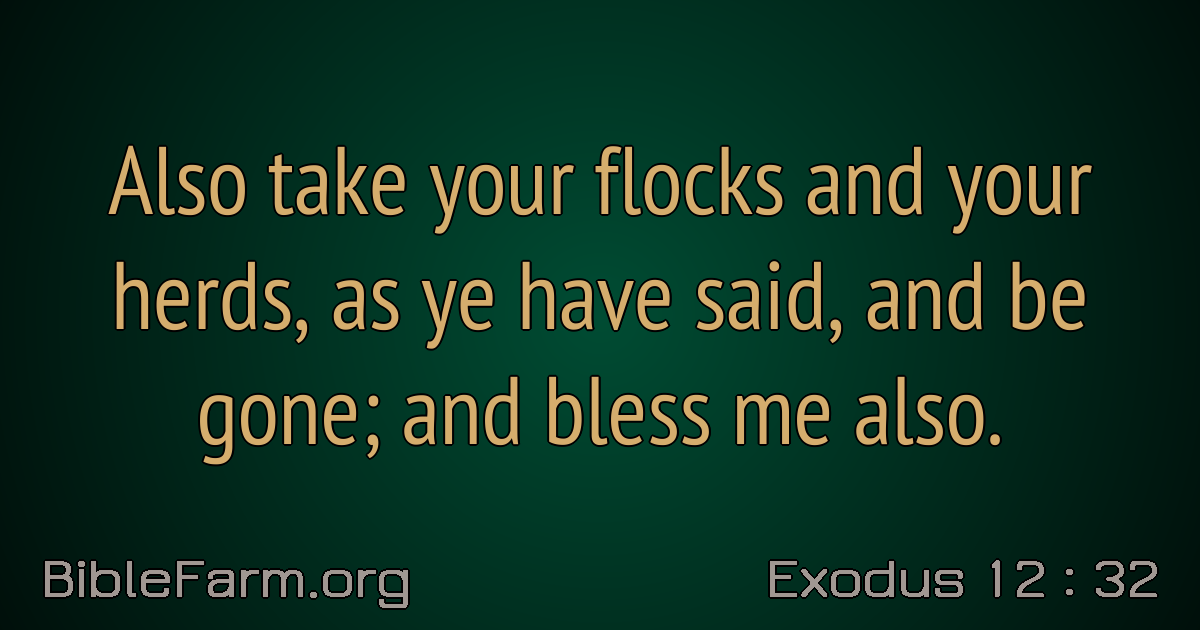 Also take your flocks and your
herds, as ye have said, and be
gone; and bless me also.
BibleFarm.org
Exodus 12 : 32